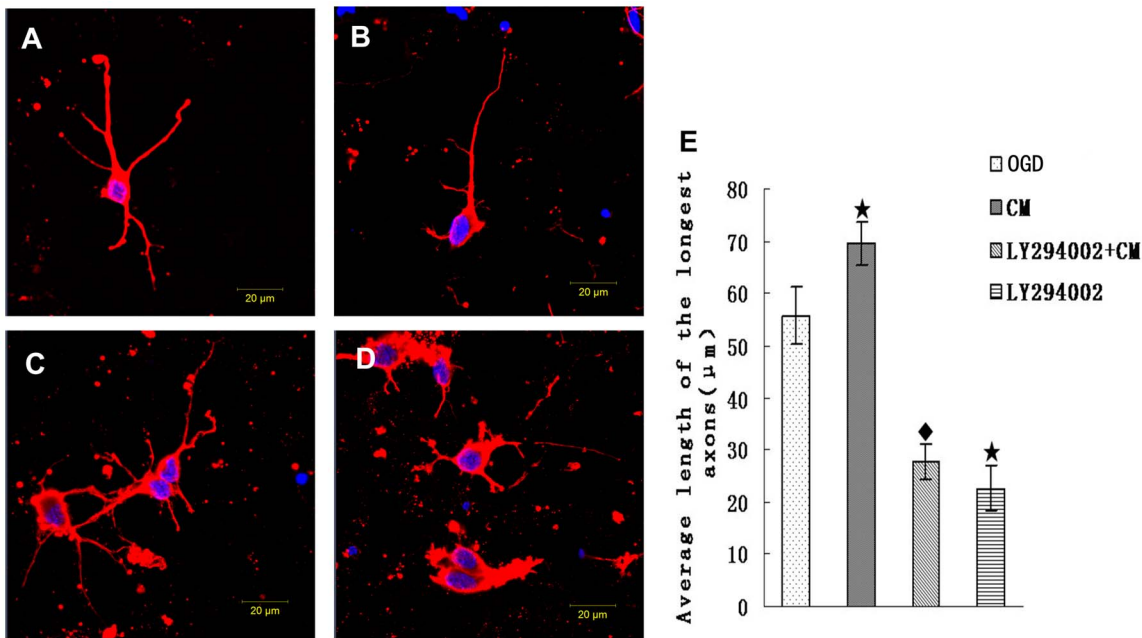 A
B
20 µm
20 µm
C
D
20 µm
20 µm
E
Average length of the longest
axons(µm)
80
70
60
50
40
30
20
10
0
OGD
CM
LY294002+CM
LY294002